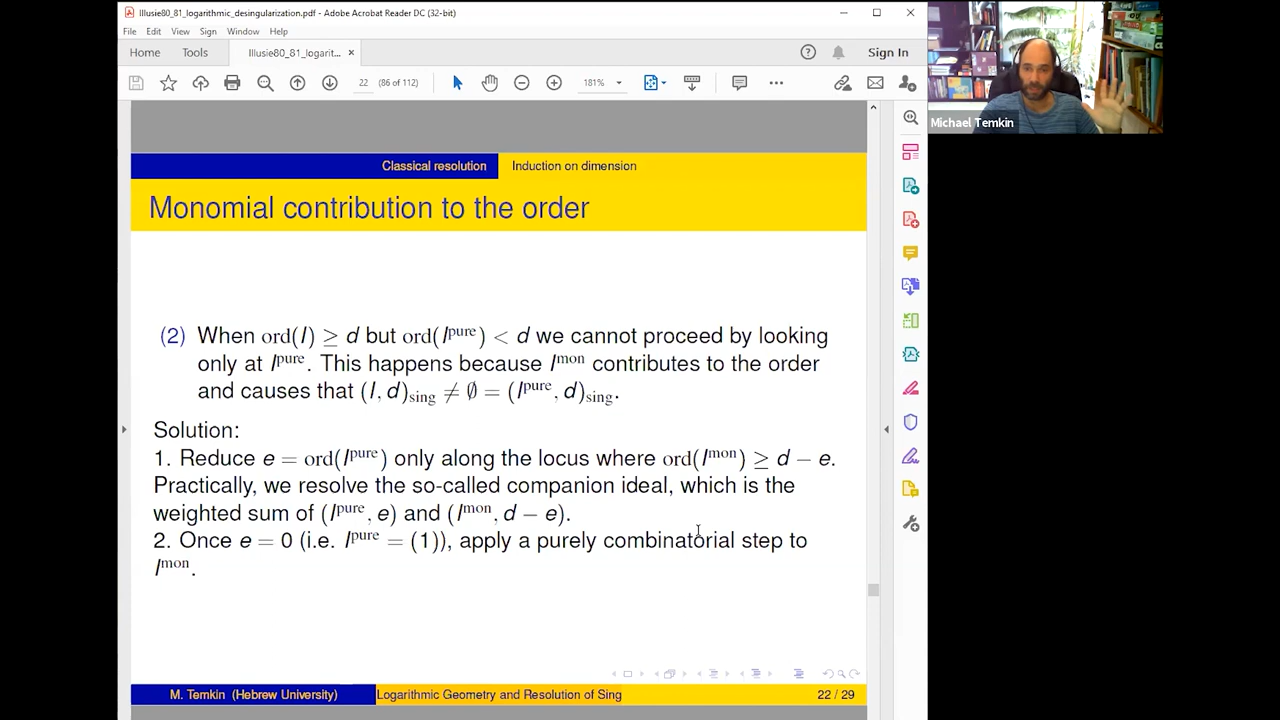 Illusie80_81_logarithmic_desingularization.pdf - Adobe Acrobat Reader DC (32-bit)
File Edit View Sign Window Help
Home Tools Illusie80_81_logarit... × Sign In
22 (86 of 112) 181%
Michael Temkin
Classical resolution Induction on dimension
Monomial contribution to the order
(2) When ord(I) ≥ d but ord(I^pure) < d we cannot proceed by looking
only at I^pure. This happens because I^mon contributes to the order
and causes that (I, d)_sing ≠ ∅ = (I^pure, d)_sing.
Solution:
1. Reduce e = ord(I^pure) only along the locus where ord(I^mon) ≥ d − e.
Practically, we resolve the so-called companion ideal, which is the
weighted sum of (I^pure, e) and (I^mon, d − e).
2. Once e = 0 (i.e. I^pure = (1)), apply a purely combinatorial step to
I^mon.
M. Temkin (Hebrew University) Logarithmic Geometry and Resolution of Sing 22 / 29